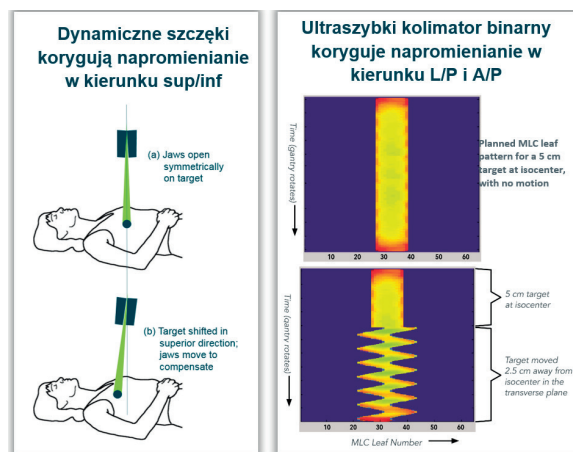 Dynamiczne szczęki
korygują napromienianie
w kierunku sup/inf
(a) Jaws open
symmetrically
on target
(b) Target shifted in
superior direction;
jaws move to
compensate
Ultraszybki kolimator binarny
koryguje napromienianie w
kierunku L/P i A/P
Time (gantry rotates)
Planned MLC leaf
pattern for a 5 cm
target at isocenter,
with no motion
10 20 30 40 50 60
Time (gantry rotates)
5 cm target
at isocenter
Target moved
2.5 cm away from
isocenter in the
transverse plane
10 20 30 40 50 60
MLC Leaf Number